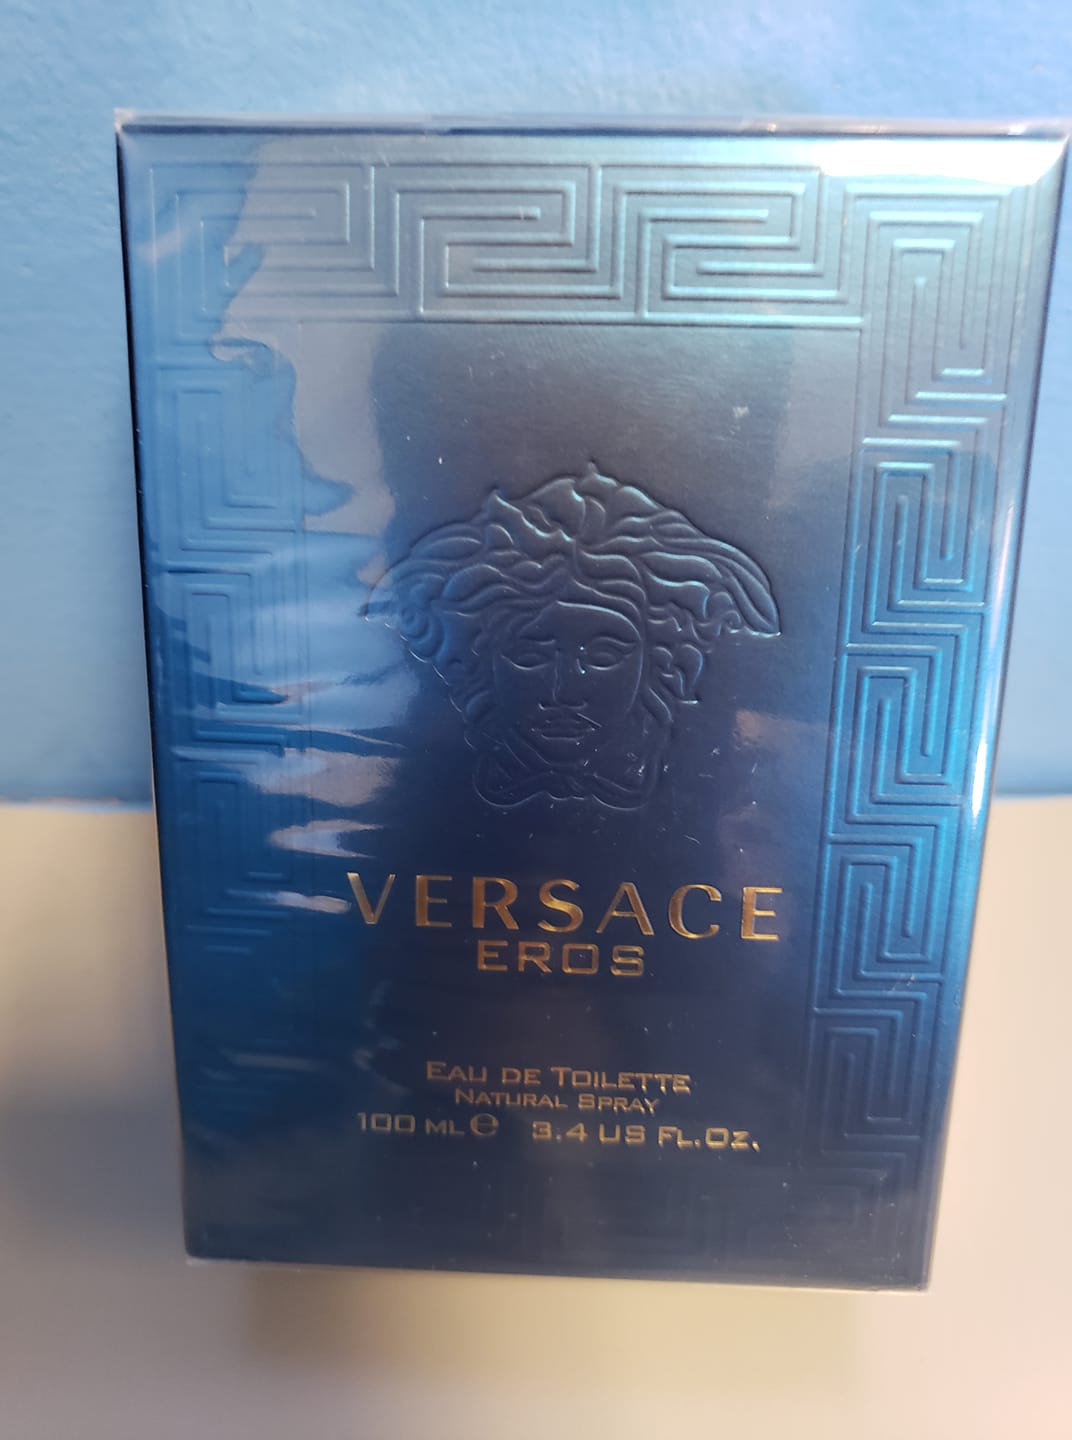 VERSACE
EROS
EAU DE TOILETTE
NATURAL SPRAY
100 ML ℮ 3.4 US FL.OZ.